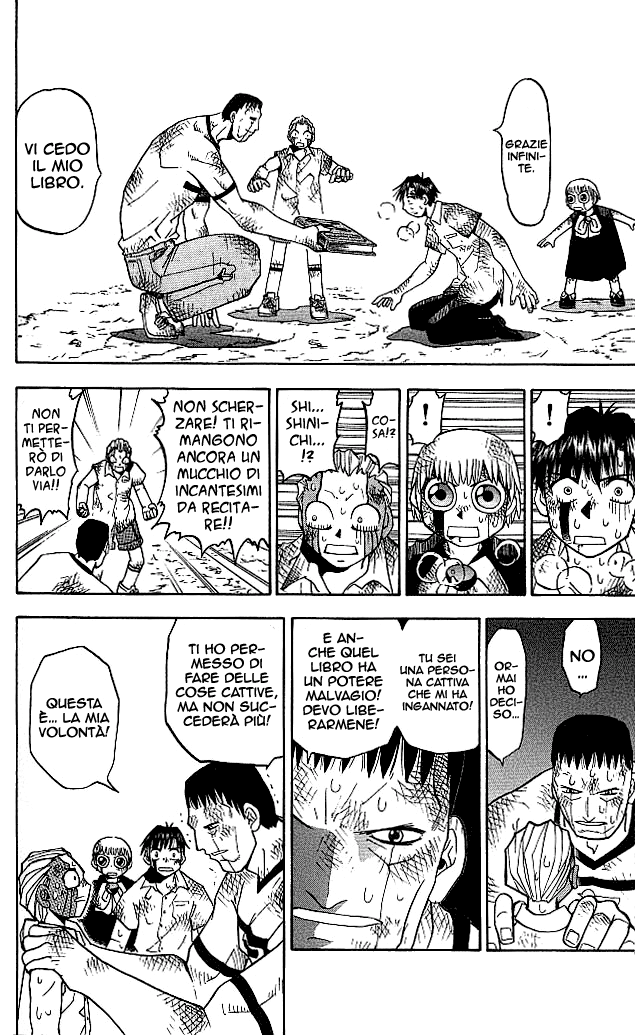 GRAZIE
INFINI-
TE.
VI CEDO
IL MIO
LIBRO.
!
!
CO-
SA!?
SHI...
SHINI-
CHI...
!?
NON SCHER-
ZARE! TI RI-
MANGONO
ANCORA UN
MUCCHIO DI
INCANTESIMI
DA RECITA-
RE!!
NON
TI PER-
METTE-
RÒ DI
DARLO
VIA!!
NO
...
OR-
MAI
HO
DECI-
SO...
TU SEI
UNA PERSO-
NA CATTIVA
CHE MI HA
INGANNATO!
E AN-
CHE QUEL
LIBRO HA
UN POTERE
MALVAGIO!
DEVO LIBE-
RARMENE!
TI HO PER-
MESSO DI
FARE DELLE
COSE CATTIVE,
MA NON SUC-
CEDERÀ PIÙ!
QUESTA
È... LA MIA
VOLONTÀ!